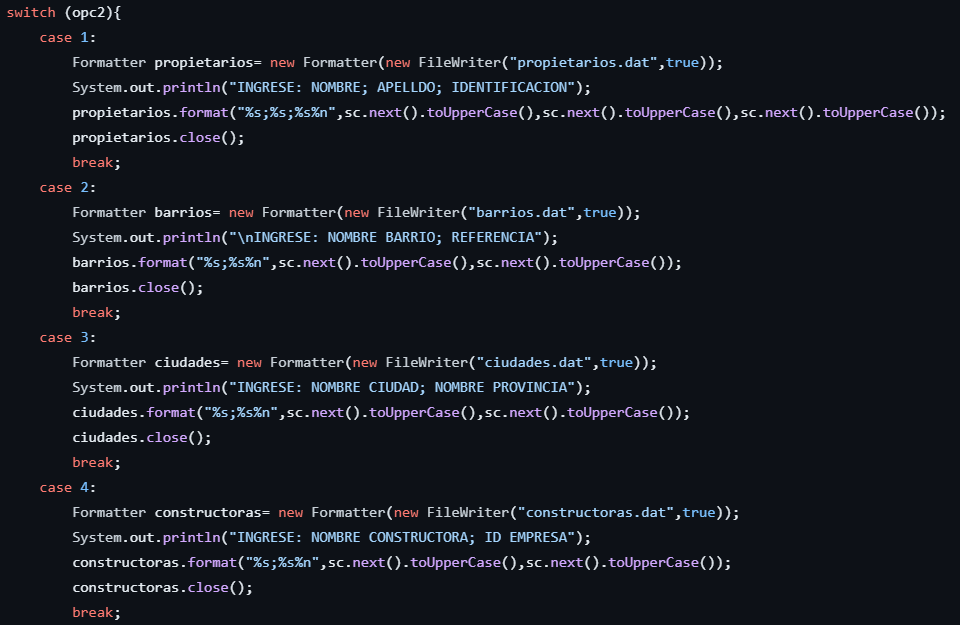 switch (opc2){
    case 1:
        Formatter propietarios= new Formatter(new FileWriter("propietarios.dat",true));
        System.out.println("INGRESE: NOMBRE; APELLDO; IDENTIFICACION");
        propietarios.format("%s;%s;%s%n",sc.next().toUpperCase(),sc.next().toUpperCase(),sc.next().toUpperCase());
        propietarios.close();
        break;
    case 2:
        Formatter barrios= new Formatter(new FileWriter("barrios.dat",true));
        System.out.println("\nINGRESE: NOMBRE BARRIO; REFERENCIA");
        barrios.format("%s;%s%n",sc.next().toUpperCase(),sc.next().toUpperCase());
        barrios.close();
        break;
    case 3:
        Formatter ciudades= new Formatter(new FileWriter("ciudades.dat",true));
        System.out.println("INGRESE: NOMBRE CIUDAD; NOMBRE PROVINCIA");
        ciudades.format("%s;%s%n",sc.next().toUpperCase(),sc.next().toUpperCase());
        ciudades.close();
        break;
    case 4:
        Formatter constructoras= new Formatter(new FileWriter("constructoras.dat",true));
        System.out.println("INGRESE: NOMBRE CONSTRUCTORA; ID EMPRESA");
        constructoras.format("%s;%s%n",sc.next().toUpperCase(),sc.next().toUpperCase());
        constructoras.close();
        break;